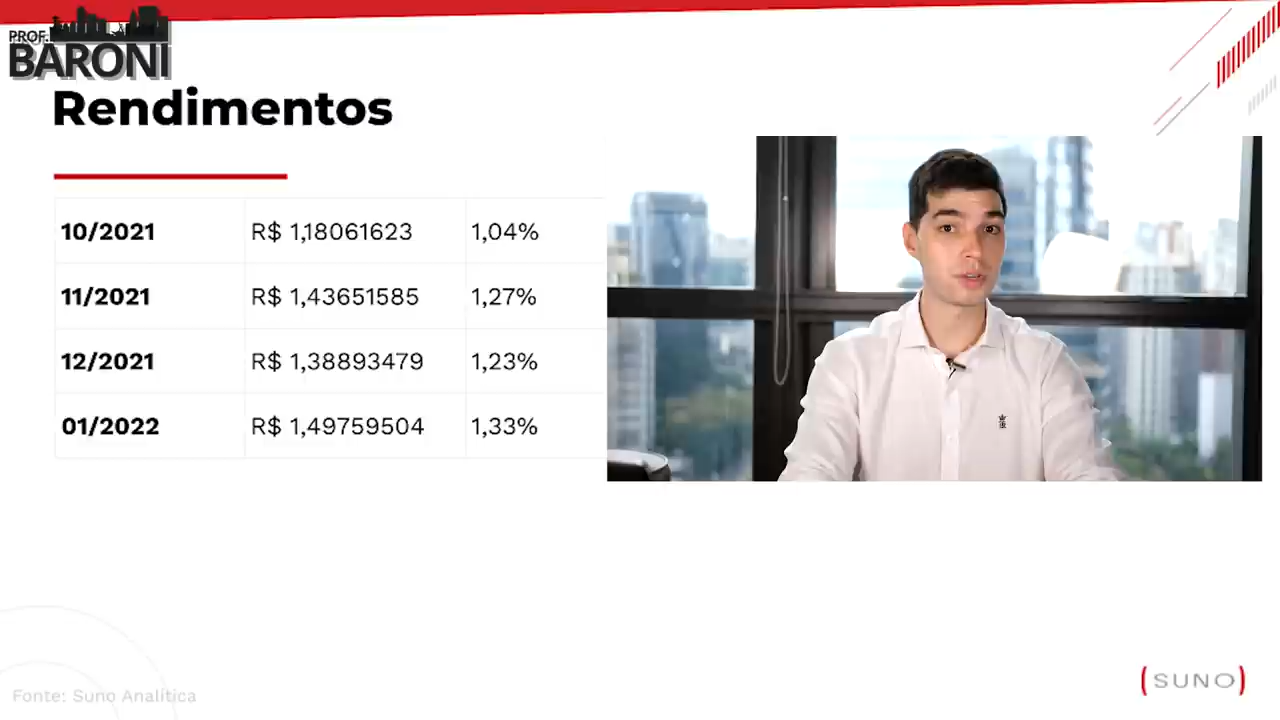 PROF.
BARONI
Rendimentos
10/2021 R$ 1,18061623 1,04%
11/2021 R$ 1,43651585 1,27%
12/2021 R$ 1,38893479 1,23%
01/2022 R$ 1,49759504 1,33%
Fonte: Suno Analítica
(SUNO)